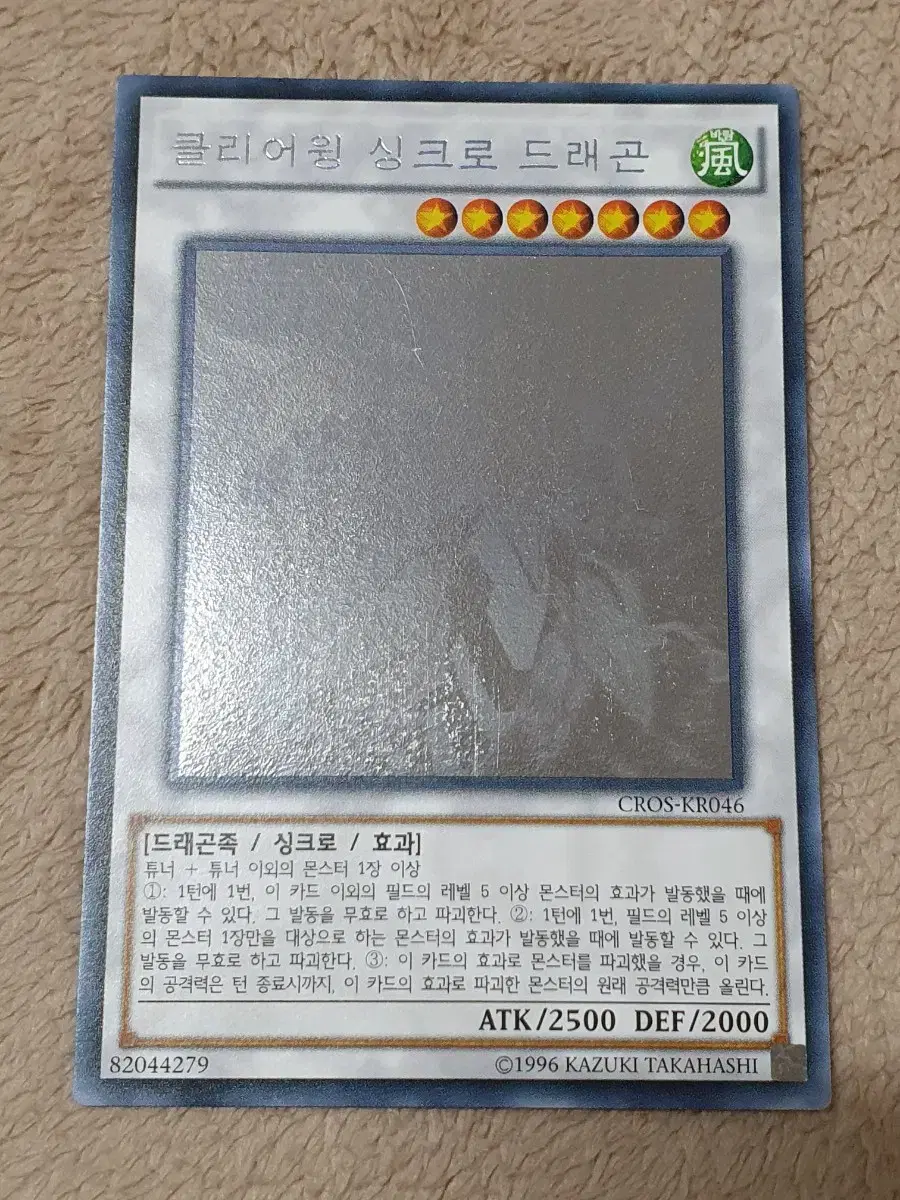 클리어윙 싱크로 드래곤
바람
風
CROS-KR046
[드래곤족 / 싱크로 / 효과]
튜너 + 튜너 이외의 몬스터 1장 이상
①: 1턴에 1번, 이 카드 이외의 필드의 레벨 5 이상 몬스터의 효과가 발동했을 때에
발동할 수 있다. 그 발동을 무효로 하고 파괴한다. ②: 1턴에 1번, 필드의 레벨 5 이상
의 몬스터 1장만을 대상으로 하는 몬스터의 효과가 발동했을 때에 발동할 수 있다. 그
발동을 무효로 하고 파괴한다. ③: 이 카드의 효과로 몬스터를 파괴했을 경우, 이 카드
의 공격력은 턴 종료시까지, 이 카드의 효과로 파괴한 몬스터의 원래 공격력만큼 올린다.
ATK/2500 DEF/2000
82044279 ©1996 KAZUKI TAKAHASHI